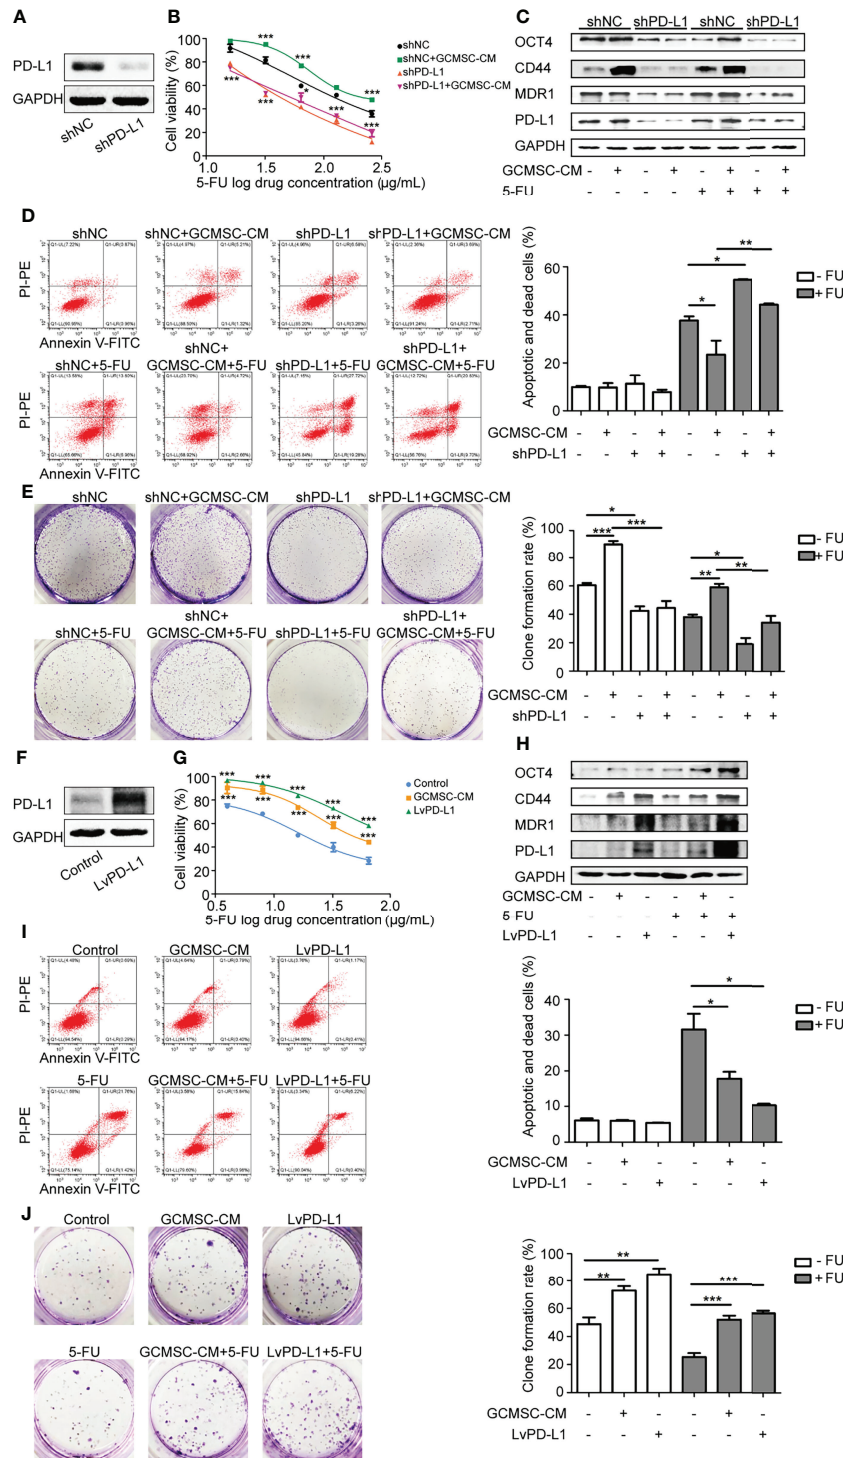 A
PD-L1
GAPDH
shNC
shPD-L1
B
Cell viability (%)
100
80
60
40
20
0
1.0
1.5
2.0
2.5
5-FU log drug concentration (µg/mL)
***
***
***
*
***
***
***
shNC
shNC+GCMSC-CM
shPD-L1
shPD-L1+GCMSC-CM
C
shNC shPD-L1 shNC shPD-L1
OCT4
CD44
MDR1
PD-L1
GAPDH
GCMSC-CM - + - + - + - +
5-FU - - - - + + + +
D
shNC shNC+GCMSC-CM shPD-L1 shPD-L1+GCMSC-CM
PI-PE
Annexin V-FITC
shNC+ shPD-L1+
shNC+5-FU GCMSC-CM+5-FU shPD-L1+5-FU GCMSC-CM+5-FU
PI-PE
Annexin V-FITC
Apoptotic and dead cells (%)
80
60
40
20
0
*
*
**
- FU
+ FU
GCMSC-CM - + - + - + - +
shPD-L1 - - + + - - + +
E
shNC shNC+GCMSC-CM shPD-L1 shPD-L1+GCMSC-CM
shNC+ shPD-L1+
shNC+5-FU GCMSC-CM+5-FU shPD-L1+5-FU GCMSC-CM+5-FU
Clone formation rate (%)
100
80
60
40
20
0
*
*** ***
*
** **
- FU
+ FU
GCMSC-CM - + - + - + - +
shPD-L1 - - + + - - + +
F
PD-L1
GAPDH
Control
LvPD-L1
G
Cell viability (%)
100
80
60
40
20
0
0.5
1.0
1.5
2.0
5-FU log drug concentration (µg/mL)
*** *** *** *** ***
*** *** *** *** ***
Control
GCMSC-CM
LvPD-L1
H
OCT4
CD44
MDR1
PD-L1
GAPDH
GCMSC-CM - + - - + -
5-FU - - - + + +
LvPD-L1 - - + - - +
I
Control GCMSC-CM LvPD-L1
PI-PE
Annexin V-FITC
5-FU GCMSC-CM+5-FU LvPD-L1+5-FU
PI-PE
Annexin V-FITC
Apoptotic and dead cells (%)
40
30
20
10
0
*
*
- FU
+ FU
GCMSC-CM - + - - + -
LvPD-L1 - - + - - +
J
Control GCMSC-CM LvPD-L1
5-FU GCMSC-CM+5-FU LvPD-L1+5-FU
Clone formation rate (%)
100
80
60
40
20
0
**
**
***
***
- FU
+ FU
GCMSC-CM - + - - + -
LvPD-L1 - - + - - +